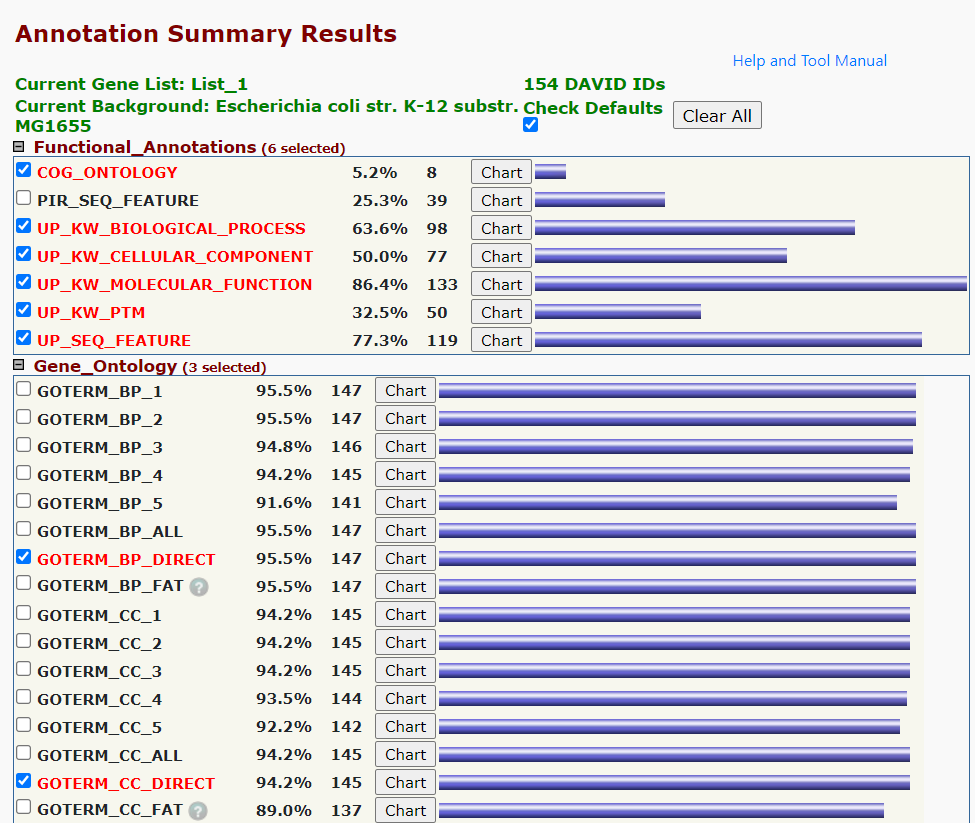 Annotation Summary Results
Help and Tool Manual
Current Gene List: List_1 154 DAVID IDs
Current Background: Escherichia coli str. K-12 substr. MG1655 Check Defaults Clear All
Functional_Annotations (6 selected)
COG_ONTOLOGY 5.2% 8 Chart
PIR_SEQ_FEATURE 25.3% 39 Chart
UP_KW_BIOLOGICAL_PROCESS 63.6% 98 Chart
UP_KW_CELLULAR_COMPONENT 50.0% 77 Chart
UP_KW_MOLECULAR_FUNCTION 86.4% 133 Chart
UP_KW_PTM 32.5% 50 Chart
UP_SEQ_FEATURE 77.3% 119 Chart
Gene_Ontology (3 selected)
GOTERM_BP_1 95.5% 147 Chart
GOTERM_BP_2 95.5% 147 Chart
GOTERM_BP_3 94.8% 146 Chart
GOTERM_BP_4 94.2% 145 Chart
GOTERM_BP_5 91.6% 141 Chart
GOTERM_BP_ALL 95.5% 147 Chart
GOTERM_BP_DIRECT 95.5% 147 Chart
GOTERM_BP_FAT ? 95.5% 147 Chart
GOTERM_CC_1 94.2% 145 Chart
GOTERM_CC_2 94.2% 145 Chart
GOTERM_CC_3 94.2% 145 Chart
GOTERM_CC_4 93.5% 144 Chart
GOTERM_CC_5 92.2% 142 Chart
GOTERM_CC_ALL 94.2% 145 Chart
GOTERM_CC_DIRECT 94.2% 145 Chart
GOTERM_CC_FAT ? 89.0% 137 Chart